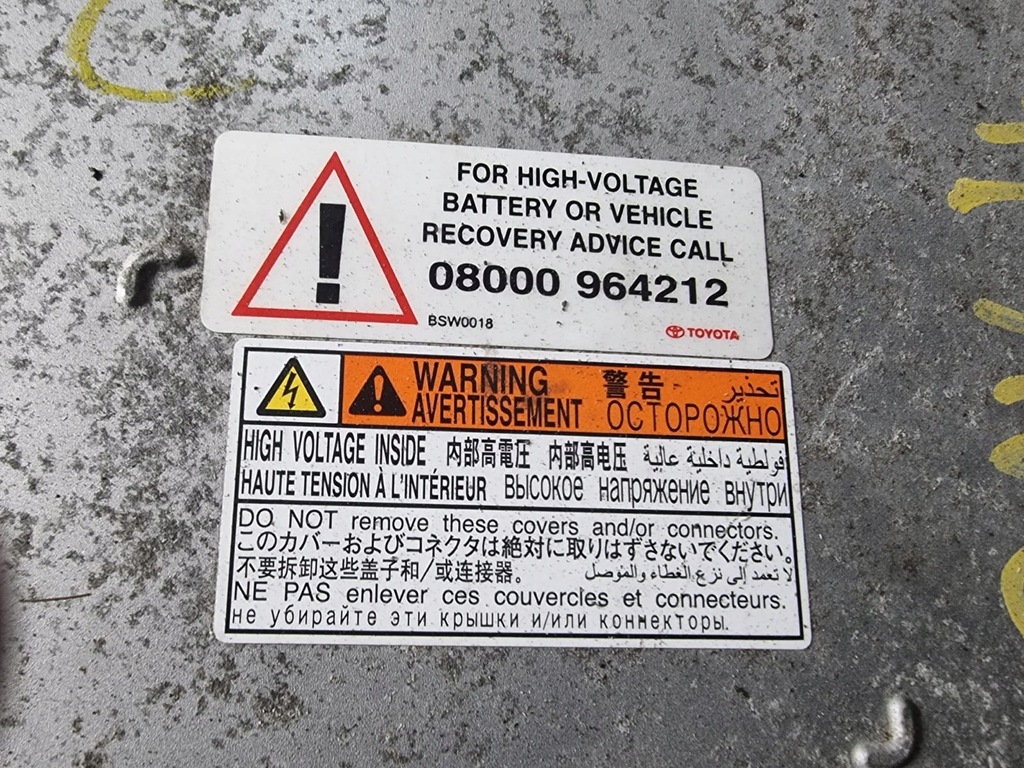 FOR HIGH-VOLTAGE
BATTERY OR VEHICLE
RECOVERY ADVICE CALL
08000 964212
BSW0018
TOYOTA
WARNING 警告 تحذير
AVERTISSEMENT ОСТОРОЖНО
HIGH VOLTAGE INSIDE 内部高電圧 内部高电压 فولطية داخلية عالية
HAUTE TENSION À L'INTÉRIEUR высокое напряжение внутри
DO NOT remove these covers and/or connectors.
このカバーおよびコネクタは絶対に取りはずさないでください。
不要拆卸这些盖子和/或连接器。 لا تعمد إلى نزع الغطاء والموصل
NE PAS enlever ces couvercles et connecteurs.
не убирайте эти крышки и/или коннекторы.